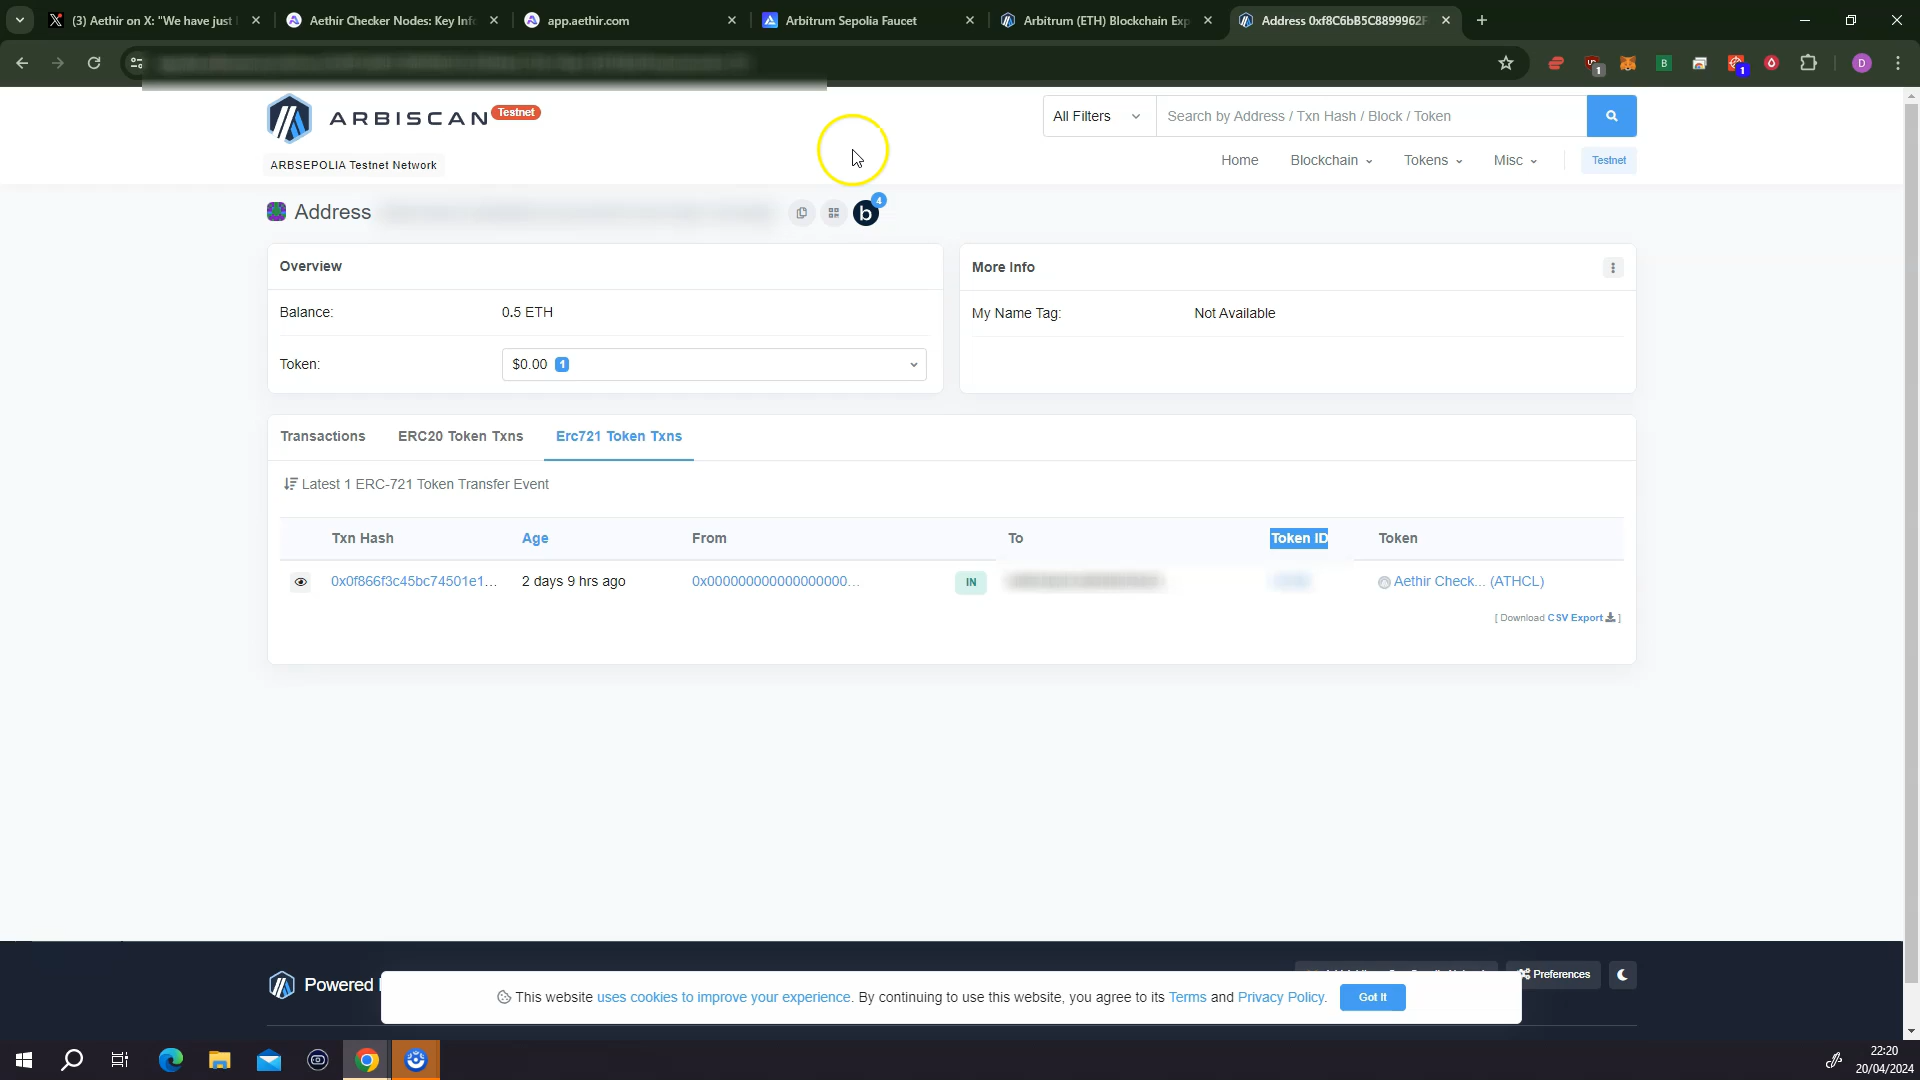 (3) Aethir on X: "We have just
Aethir Checker Nodes: Key Info
app.aethir.com
Arbitrum Sepolia Faucet
Arbitrum (ETH) Blockchain Exp
Address 0xf8C6bB5C8899962F
1
B
1
D
ARBISCAN
Testnet
All Filters
Search by Address / Txn Hash / Block / Token
ARBSEPOLIA Testnet Network
Home
Blockchain
Tokens
Misc
Testnet
Address
b
4
Overview
Balance:
0.5 ETH
Token:
$0.00 1
More Info
My Name Tag:
Not Available
Transactions
ERC20 Token Txns
Erc721 Token Txns
Latest 1 ERC-721 Token Transfer Event
Txn Hash
Age
From
To
Token ID
Token
0x0f866f3c45bc74501e1...
2 days 9 hrs ago
0x000000000000000000...
IN
Aethir Check... (ATHCL)
[ Download CSV Export ]
Powered
Preferences
This website uses cookies to improve your experience. By continuing to use this website, you agree to its Terms and Privacy Policy.
Got It
22:20
20/04/2024